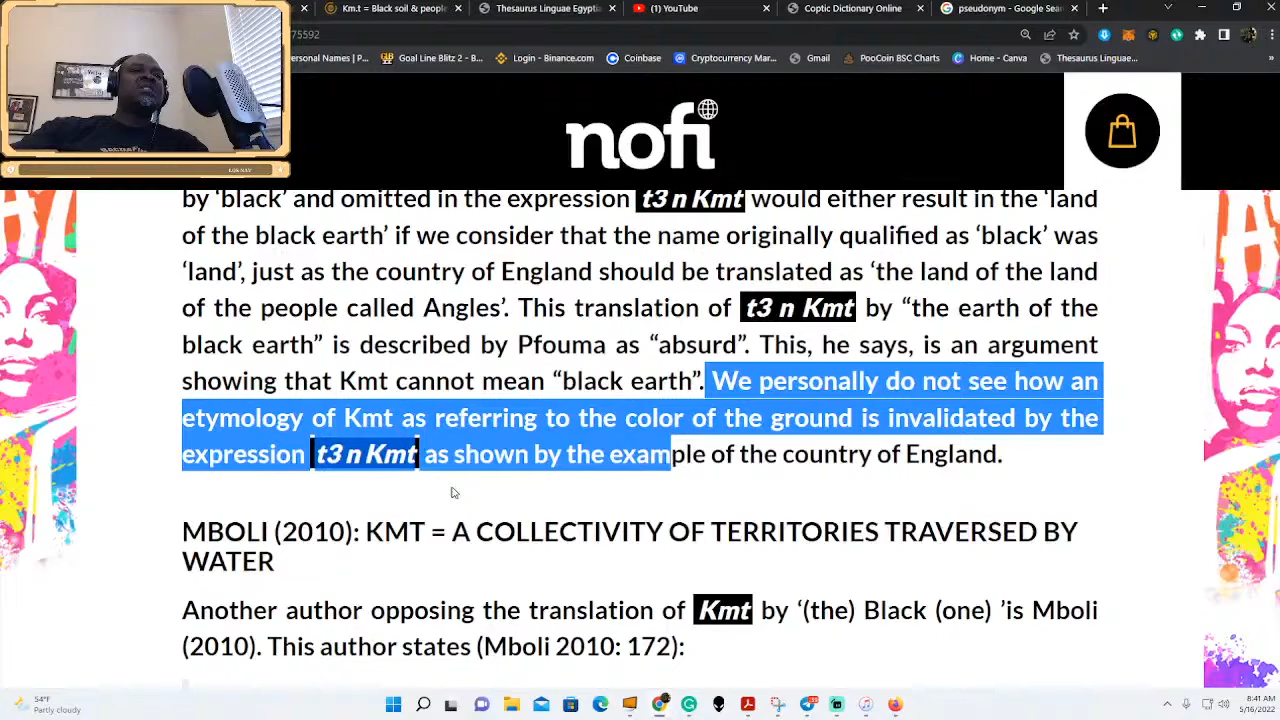 Km.t = Black soil & people
Thesaurus Linguae Egyptia
(1) YouTube
Coptic Dictionary Online
pseudonym - Google Sear
75592
ersonal Names | P...
Goal Line Blitz 2 - B...
Login - Binance.com
Coinbase
Cryptocurrency Mar...
Gmail
PooCoin BSC Charts
Home - Canva
Thesaurus Linguae...
nofi
by ‘black’ and omitted in the expression t3 n Kmt would either result in the ‘land
of the black earth’ if we consider that the name originally qualified as ‘black’ was
‘land’, just as the country of England should be translated as ‘the land of the land
of the people called Angles’. This translation of t3 n Kmt by “the earth of the
black earth” is described by Pfouma as “absurd”. This, he says, is an argument
showing that Kmt cannot mean “black earth”. We personally do not see how an
etymology of Kmt as referring to the color of the ground is invalidated by the
expression t3 n Kmt as shown by the example of the country of England.
MBOLI (2010): KMT = A COLLECTIVITY OF TERRITORIES TRAVERSED BY
WATER
Another author opposing the translation of Kmt by ‘(the) Black (one) ’is Mboli
(2010). This author states (Mboli 2010: 172):
54°F
Partly cloudy
8:41 AM
5/16/2022